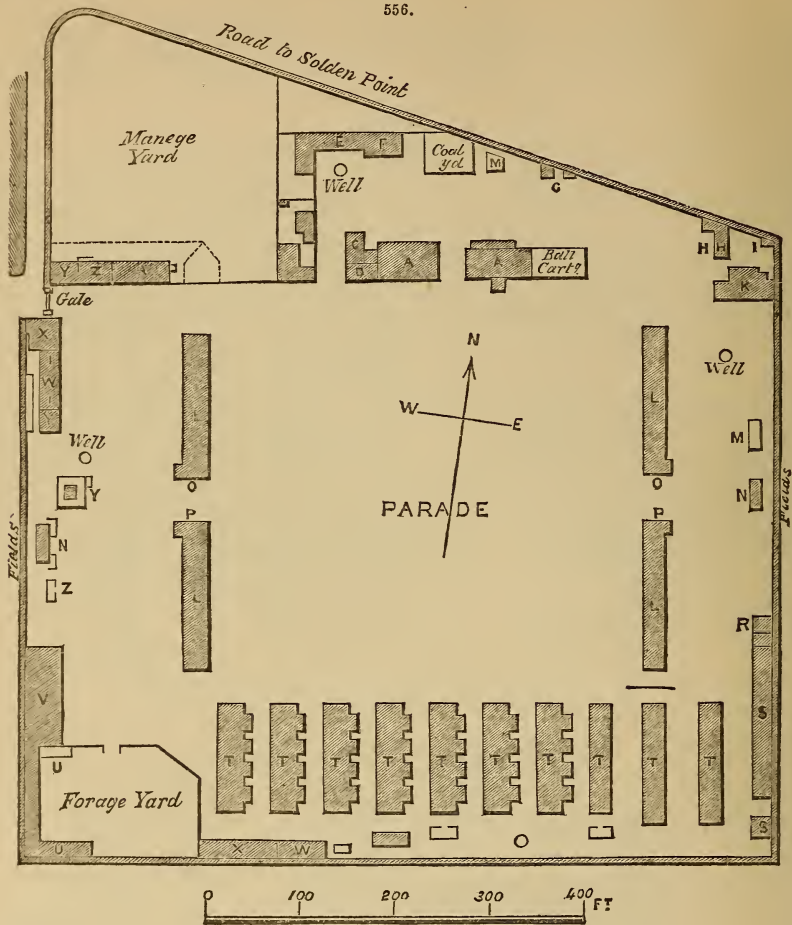 556.
Road to Solden Point
Manege
Yard
E F
Coal
yd
M
G
Well
H H I
C
D A
A
Ball
Cart?
K
Y Z A
Gate
X
W
Y
N
W E
Well
Well
L
L
M
O
O
N
Y
P
P
PARADE
N
Z
Fields
Fields
L
L
R
V
S
T T T T T T T T T T
U
Forage Yard
S
U
X W
0 100 200 300 400 FT